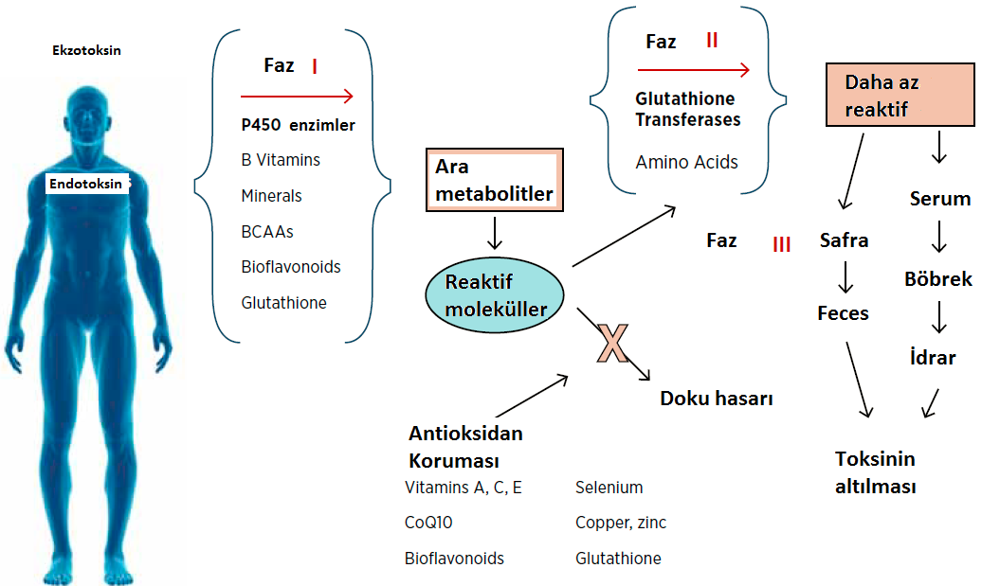 Ekzotoksin
Endotoksin
Faz I
P450 enzimler
B Vitamins
Minerals
BCAAs
Bioflavonoids
Glutathione
Ara
metabolitler
Reaktif
moleküller
Faz II
Glutathione
Transferases
Amino Acids
X
Doku hasarı
Antioksidan
Koruması
Vitamins A, C, E
Selenium
CoQ10
Copper, zinc
Bioflavonoids
Glutathione
Daha az
reaktif
Faz III
Safra
Feces
Serum
Böbrek
İdrar
Toksinin
altılması